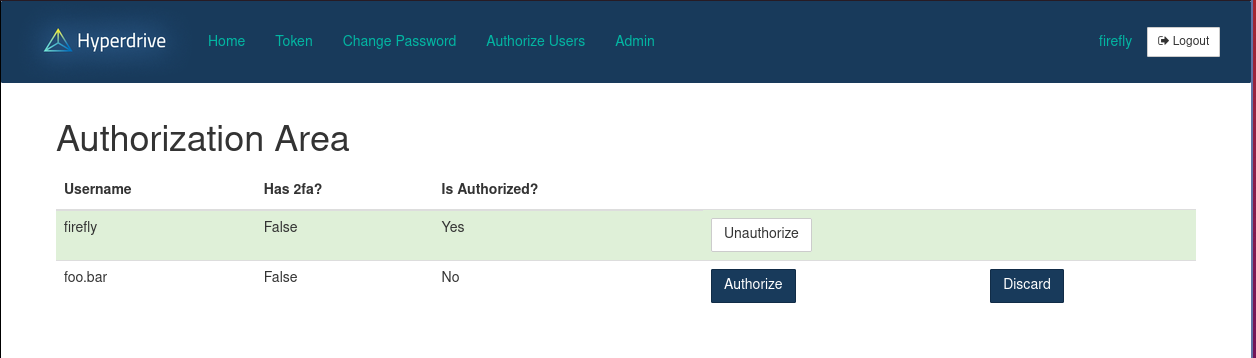 Hyperdrive Home Token Change Password Authorize Users Admin firefly Logout
Authorization Area
Username Has 2fa? Is Authorized?
firefly False Yes Unauthorize
foo.bar False No Authorize Discard